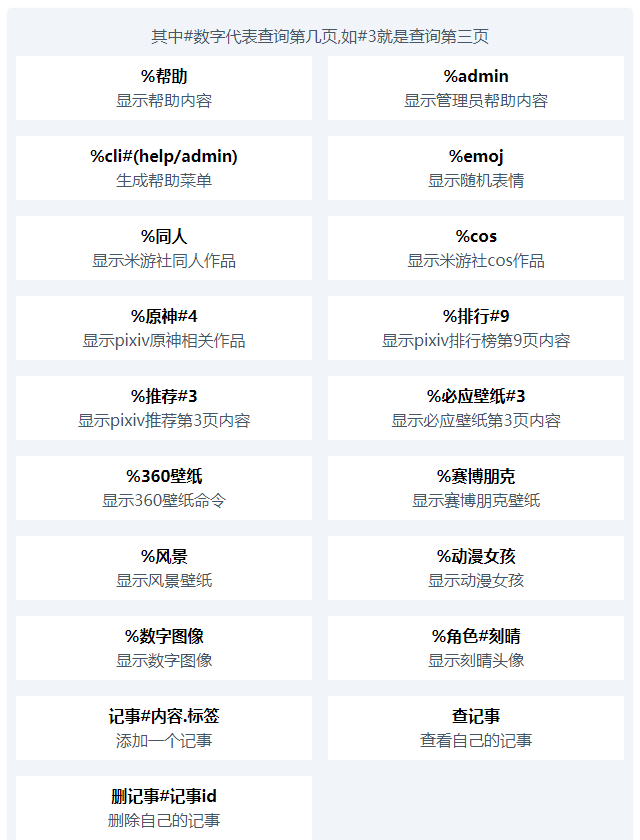 其中#数字代表查询第几页,如#3就是查询第三页
%帮助
显示帮助内容
%admin
显示管理员帮助内容
%cli#(help/admin)
生成帮助菜单
%emoj
显示随机表情
%同人
显示米游社同人作品
%cos
显示米游社cos作品
%原神#4
显示pixiv原神相关作品
%排行#9
显示pixiv排行榜第9页内容
%推荐#3
显示pixiv推荐第3页内容
%必应壁纸#3
显示必应壁纸第3页内容
%360壁纸
显示360壁纸命令
%赛博朋克
显示赛博朋克壁纸
%风景
显示风景壁纸
%动漫女孩
显示动漫女孩
%数字图像
显示数字图像
%角色#刻晴
显示刻晴头像
记事#内容.标签
添加一个记事
查记事
查看自己的记事
删记事#记事id
删除自己的记事